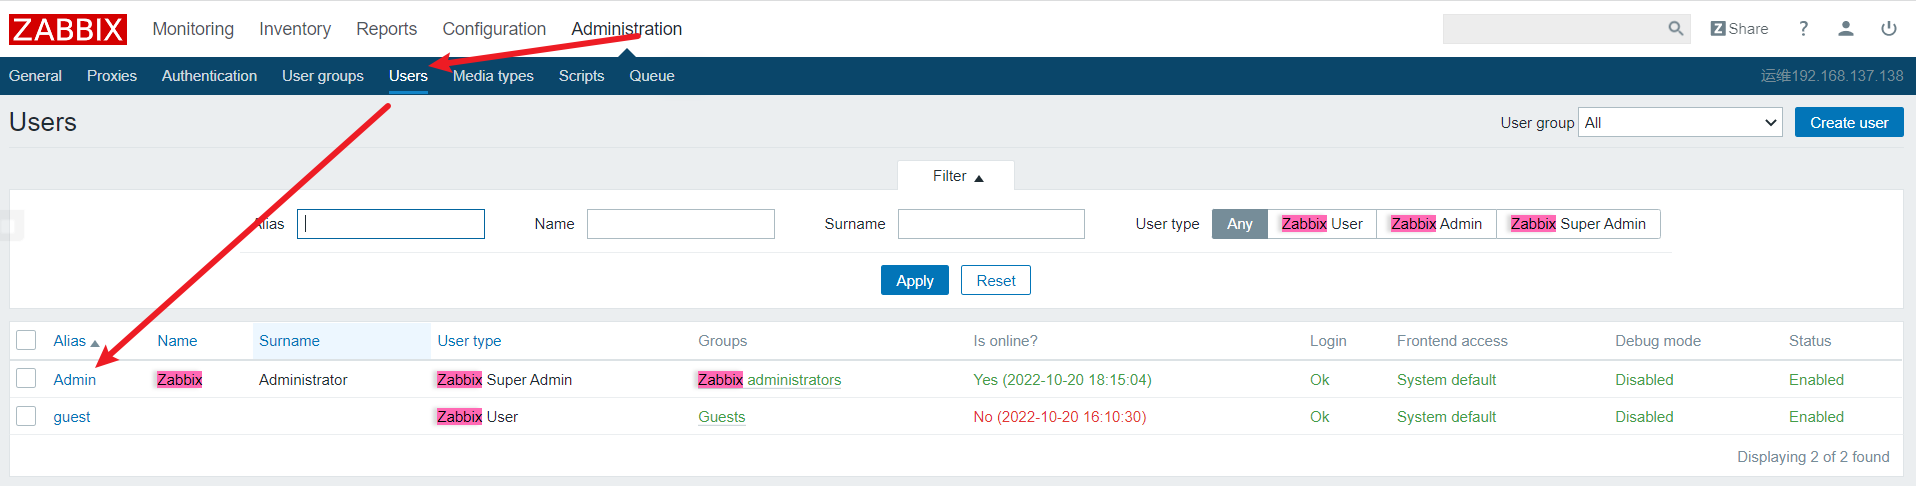 ZABBIX Monitoring Inventory Reports Configuration Administration Share ?
General Proxies Authentication User groups Users Media types Scripts Queue 运维192.168.137.138
Users User group All Create user
Filter
Alias Name Surname User type Any Zabbix User Zabbix Admin Zabbix Super Admin
Apply Reset
Alias Name Surname User type Groups Is online? Login Frontend access Debug mode Status
Admin Zabbix Administrator Zabbix Super Admin Zabbix administrators Yes (2022-10-20 18:15:04) Ok System default Disabled Enabled
guest Zabbix User Guests No (2022-10-20 16:10:30) Ok System default Disabled Enabled
Displaying 2 of 2 found